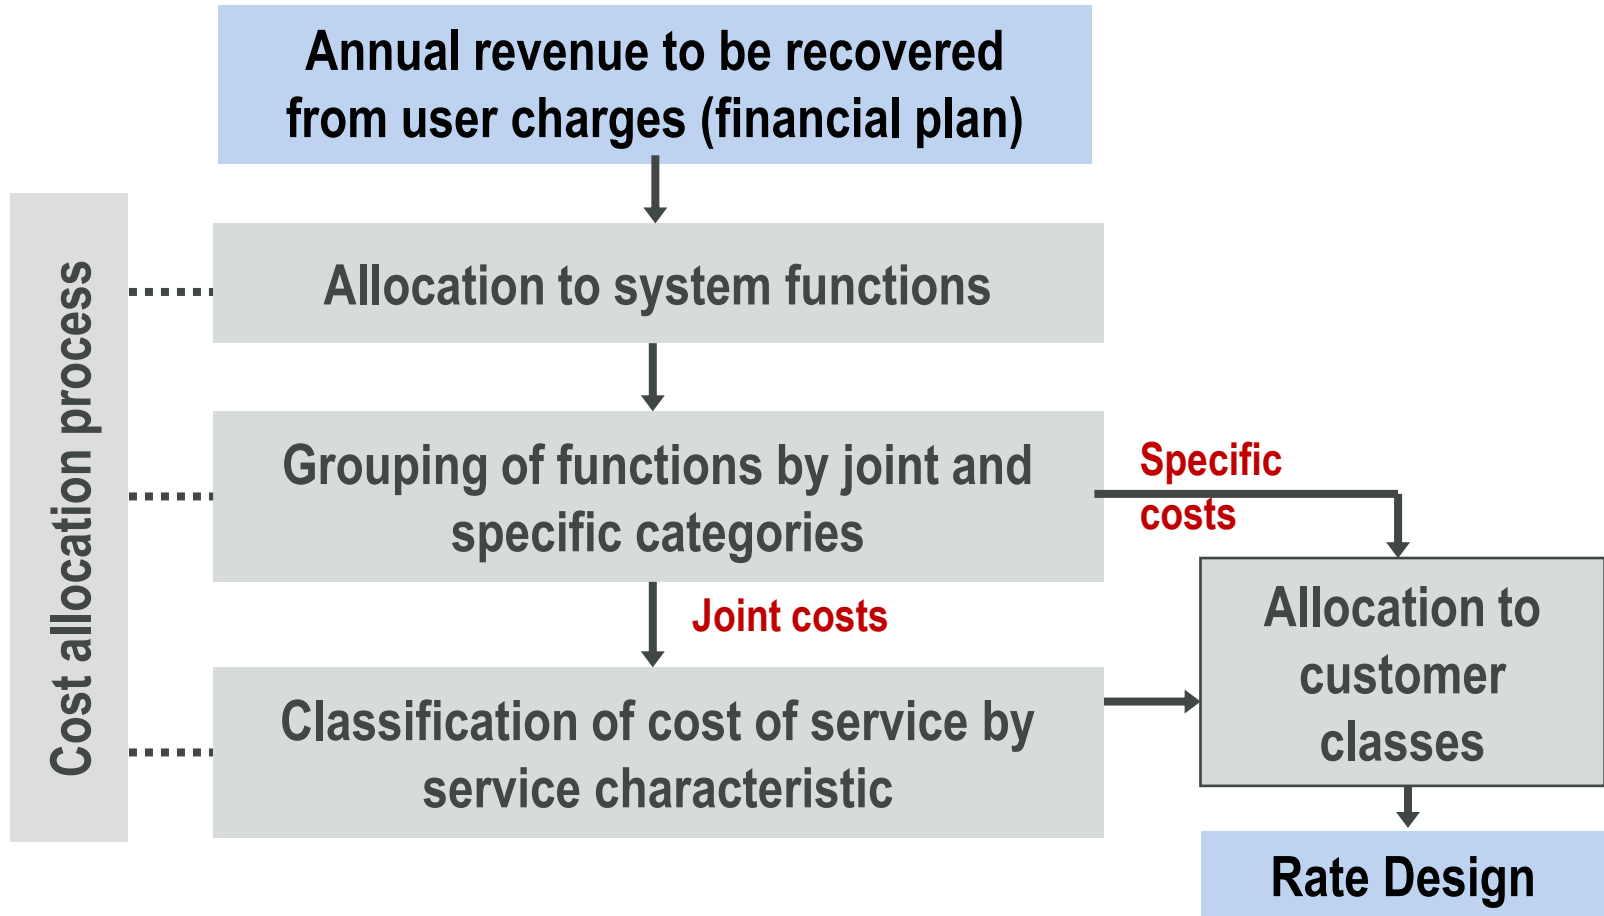 Annual revenue to be recovered
from user charges (financial plan)
Cost allocation process
Allocation to system functions
Grouping of functions by joint and
specific categories
Specific
costs
Joint costs
Classification of cost of service by
service characteristic
Allocation to
customer
classes
Rate Design